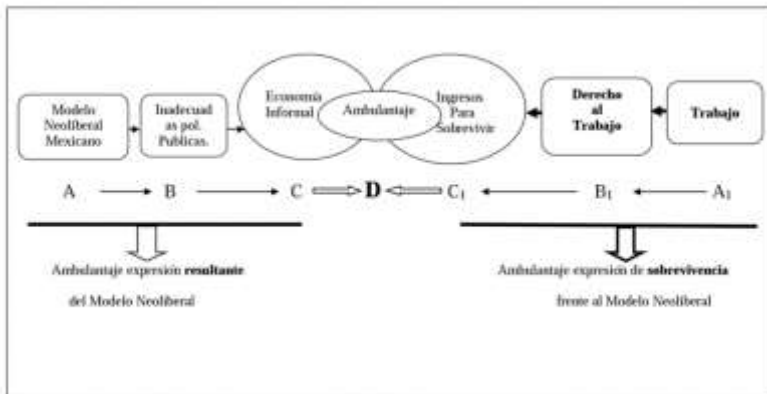 Modelo
Neoliberal
Mexicano
Inadecuad
as pol.
Publicas.
Economía
Informal
Ambulantaje
Ingresos
Para
Sobrevivir
Derecho
al
Trabajo
Trabajo
A B C D C1 B1 A1
Ambulantaje expresión resultante
del Modelo Neoliberal
Ambulantaje expresión de sobrevivencia
frente al Modelo Neoliberal